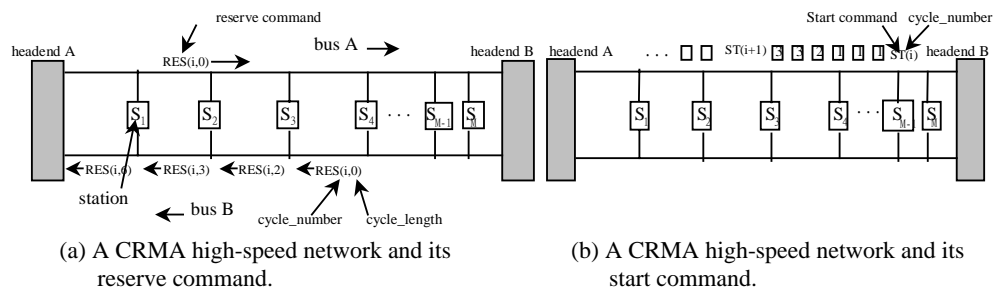 reserve command
headend A
bus A
headend B
RES(i,0)
S1
S2
S3
S4
...
SM-1
SM
RES(i,6)
RES(i,3)
RES(i,2)
RES(i,0)
station
bus B
cycle_number
cycle_length
(a) A CRMA high-speed network and its
reserve command.
Start command
cycle_number
headend A
...
ST(i+1)
3 3 2 1 1 1
ST(i)
headend B
S1
S2
S3
S4
...
SM-1
SM
(b) A CRMA high-speed network and its
start command.